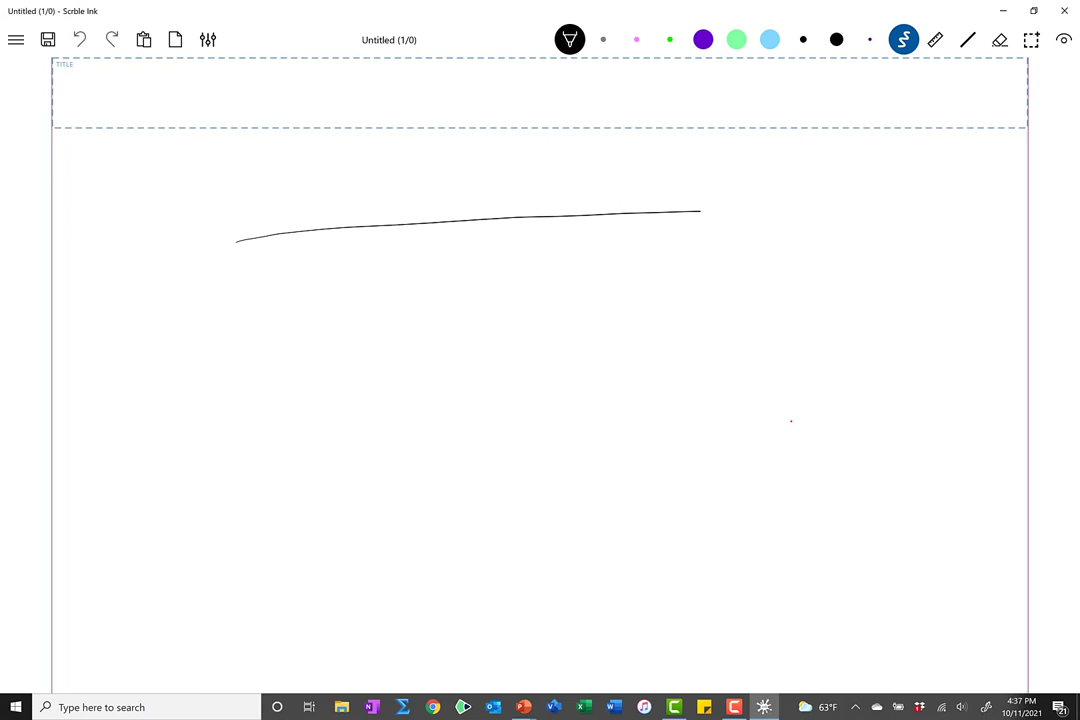 Untitled (1/0) - Scrble Ink
Untitled (1/0)
TITLE
Type here to search
63°F
4:37 PM
10/11/2021
21